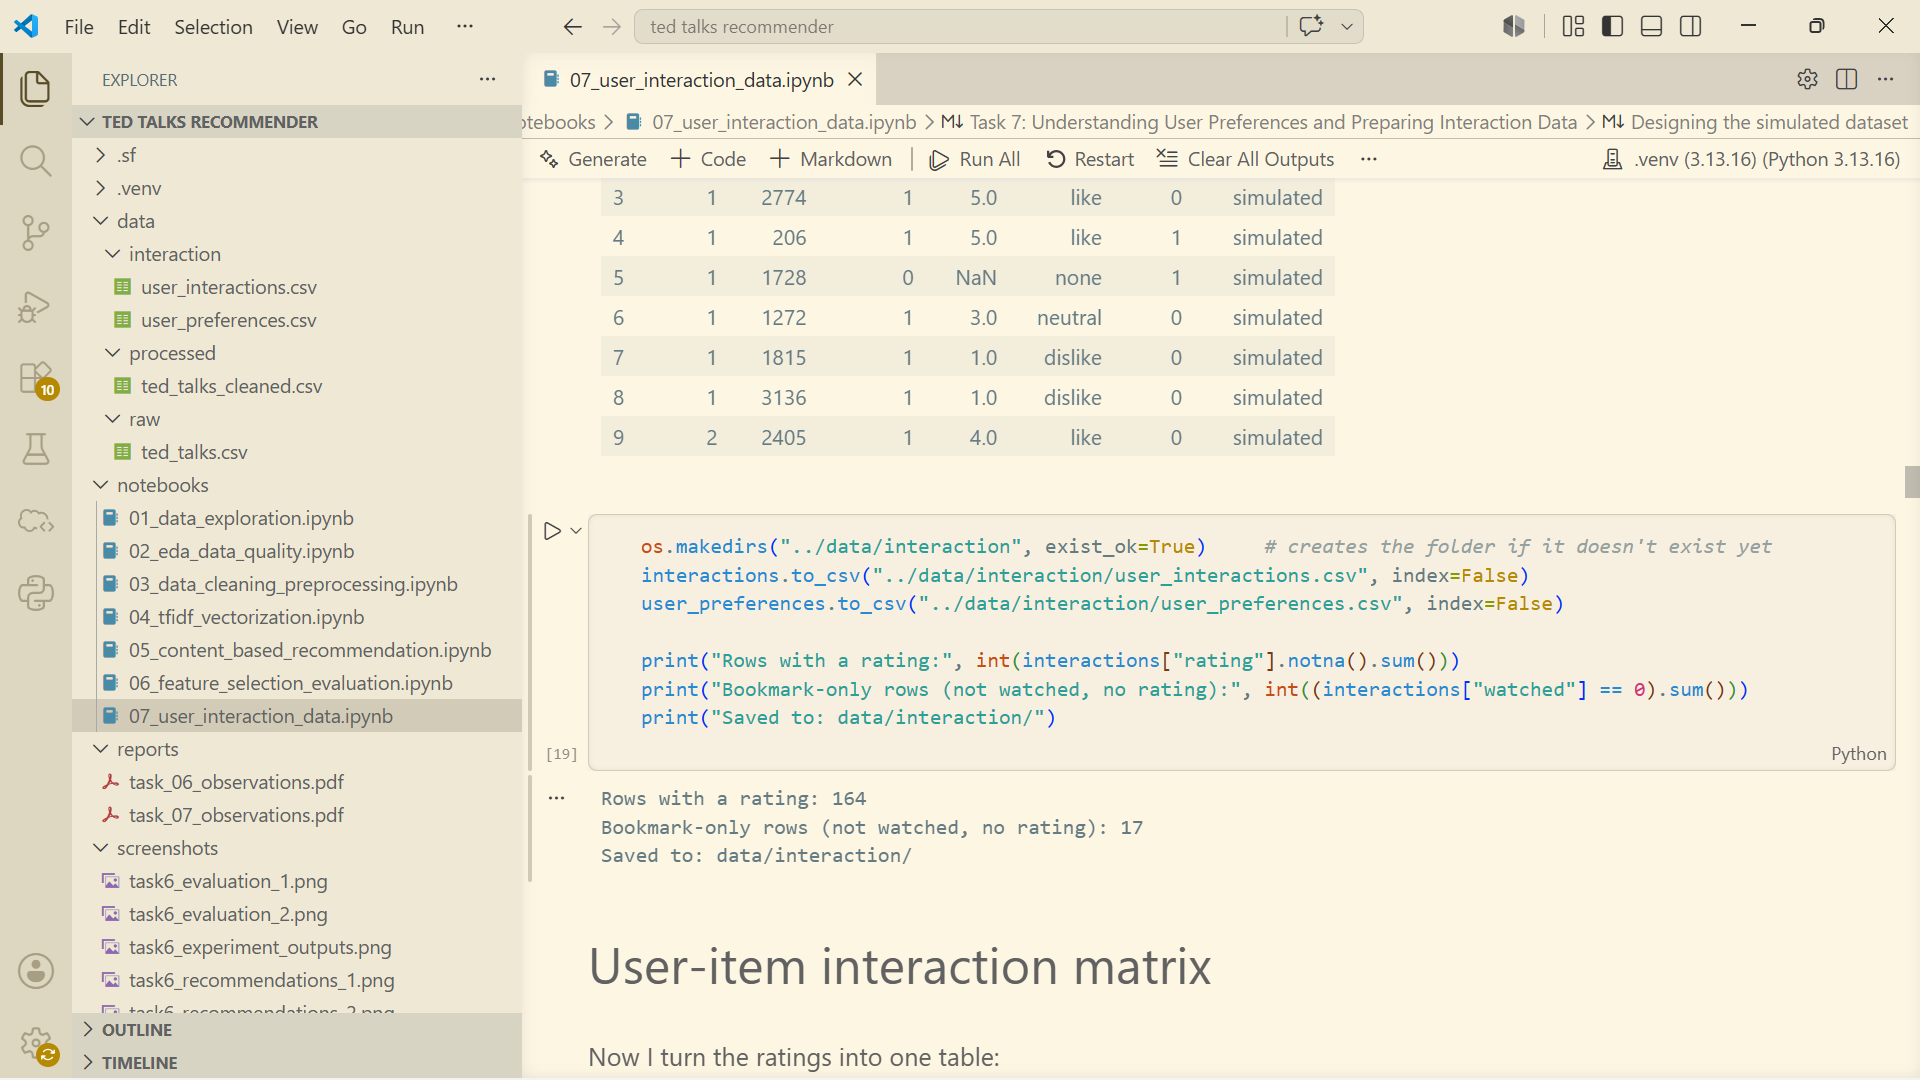 File Edit Selection View Go Run ···
ted talks recommender
EXPLORER ···
TED TALKS RECOMMENDER
.sf
.venv
data
interaction
user_interactions.csv
user_preferences.csv
processed
ted_talks_cleaned.csv
raw
ted_talks.csv
notebooks
01_data_exploration.ipynb
02_eda_data_quality.ipynb
03_data_cleaning_preprocessing.ipynb
04_tfidf_vectorization.ipynb
05_content_based_recommendation.ipynb
06_feature_selection_evaluation.ipynb
07_user_interaction_data.ipynb
reports
task_06_observations.pdf
task_07_observations.pdf
screenshots
task6_evaluation_1.png
task6_evaluation_2.png
task6_experiment_outputs.png
task6_recommendations_1.png
task6_recommendations_2.png
OUTLINE
TIMELINE
10
07_user_interaction_data.ipynb
otebooks > 07_user_interaction_data.ipynb > M↓ Task 7: Understanding User Preferences and Preparing Interaction Data > M↓ Designing the simulated dataset
Generate + Code + Markdown | Run All Restart Clear All Outputs ··· .venv (3.13.16) (Python 3.13.16)
3 1 2774 1 5.0 like 0 simulated
4 1 206 1 5.0 like 1 simulated
5 1 1728 0 NaN none 1 simulated
6 1 1272 1 3.0 neutral 0 simulated
7 1 1815 1 1.0 dislike 0 simulated
8 1 3136 1 1.0 dislike 0 simulated
9 2 2405 1 4.0 like 0 simulated
os.makedirs("../data/interaction", exist_ok=True) # creates the folder if it doesn't exist yet
interactions.to_csv("../data/interaction/user_interactions.csv", index=False)
user_preferences.to_csv("../data/interaction/user_preferences.csv", index=False)
print("Rows with a rating:", int(interactions["rating"].notna().sum()))
print("Bookmark-only rows (not watched, no rating):", int((interactions["watched"] == 0).sum()))
print("Saved to: data/interaction/")
[19] Python
Rows with a rating: 164
Bookmark-only rows (not watched, no rating): 17
Saved to: data/interaction/
User-item interaction matrix
Now I turn the ratings into one table: